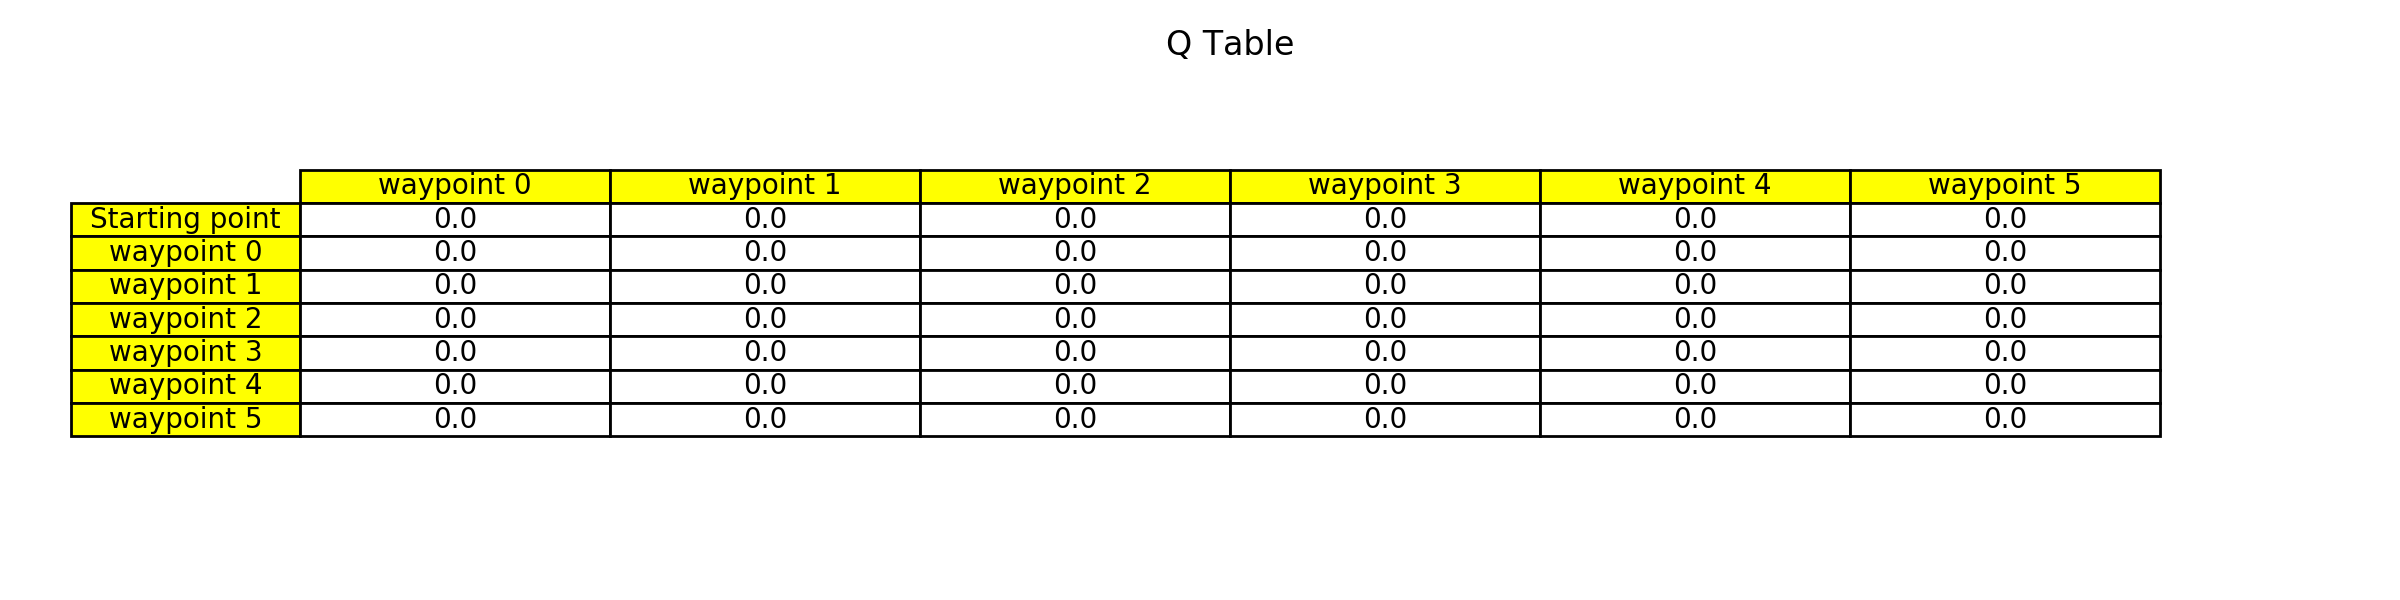 Q Table
waypoint 0 waypoint 1 waypoint 2 waypoint 3 waypoint 4 waypoint 5
Starting point 0.0 0.0 0.0 0.0 0.0 0.0
waypoint 0 0.0 0.0 0.0 0.0 0.0 0.0
waypoint 1 0.0 0.0 0.0 0.0 0.0 0.0
waypoint 2 0.0 0.0 0.0 0.0 0.0 0.0
waypoint 3 0.0 0.0 0.0 0.0 0.0 0.0
waypoint 4 0.0 0.0 0.0 0.0 0.0 0.0
waypoint 5 0.0 0.0 0.0 0.0 0.0 0.0